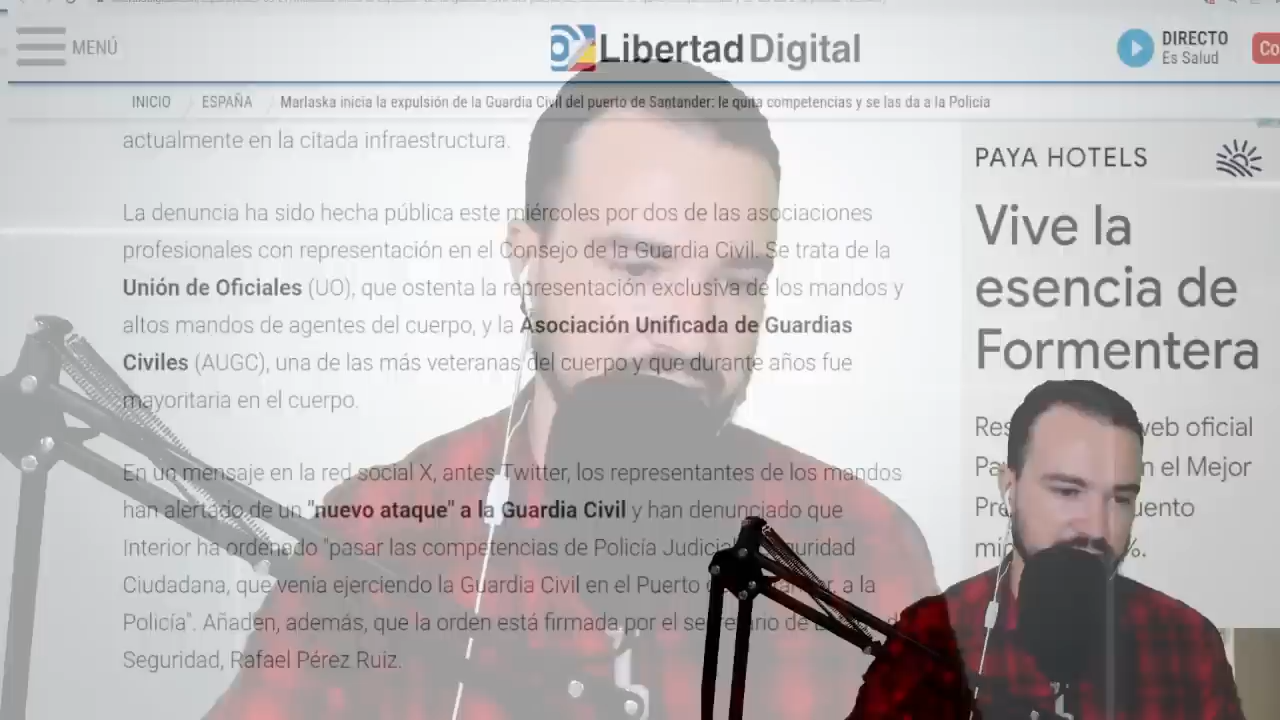 MENÚ
LibertadDigital
DIRECTO
Es Salud
Co
INICIO ESPAÑA Marlaska inicia la expulsión de la Guardia Civil del puerto de Santander: le quita competencias y se las da a la Policía
actualmente en la citada infraestructura.
La denuncia ha sido hecha pública este miércoles por dos de las asociaciones
profesionales con representación en el Consejo de la Guardia Civil. Se trata de la
Unión de Oficiales (UO), que ostenta la representación exclusiva de los mandos y
altos mandos de agentes del cuerpo, y la Asociación Unificada de Guardias
Civiles (AUGC), una de las más veteranas del cuerpo y que durante años fue
mayoritaria en el cuerpo.
En un mensaje en la red social X, antes Twitter, los representantes de los mandos
han alertado de un "nuevo ataque" a la Guardia Civil y han denunciado que
Interior ha ordenado "pasar las competencias de Policía Judicial
Ciudadana, que venía ejerciendo la Guardia Civil en el Puerto a la
Policía". Añaden, además, que la orden está firmada por el
Seguridad, Rafael Pérez Ruiz.
PAYA HOTELS
Vive la
esencia de
Formentera
web oficial
el Mejor